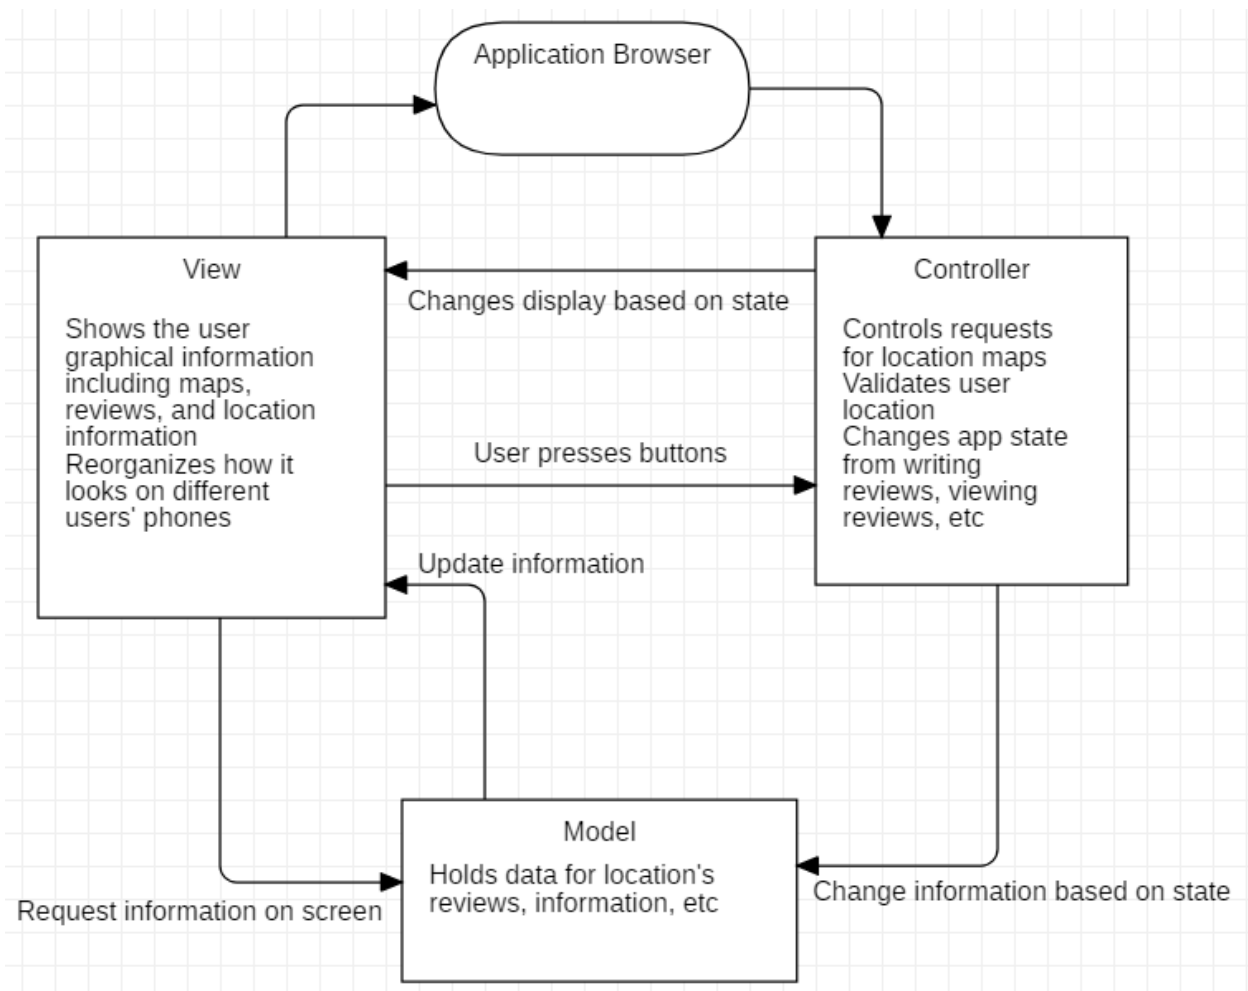 Application Browser
View
Shows the user
graphical information
including maps,
reviews, and location
information
Reorganizes how it
looks on different
users' phones
Changes display based on state
User presses buttons
Update information
Controller
Controls requests
for location maps
Validates user
location
Changes app state
from writing
reviews, viewing
reviews, etc
Model
Holds data for location's
reviews, information, etc
Request information on screen
Change information based on state